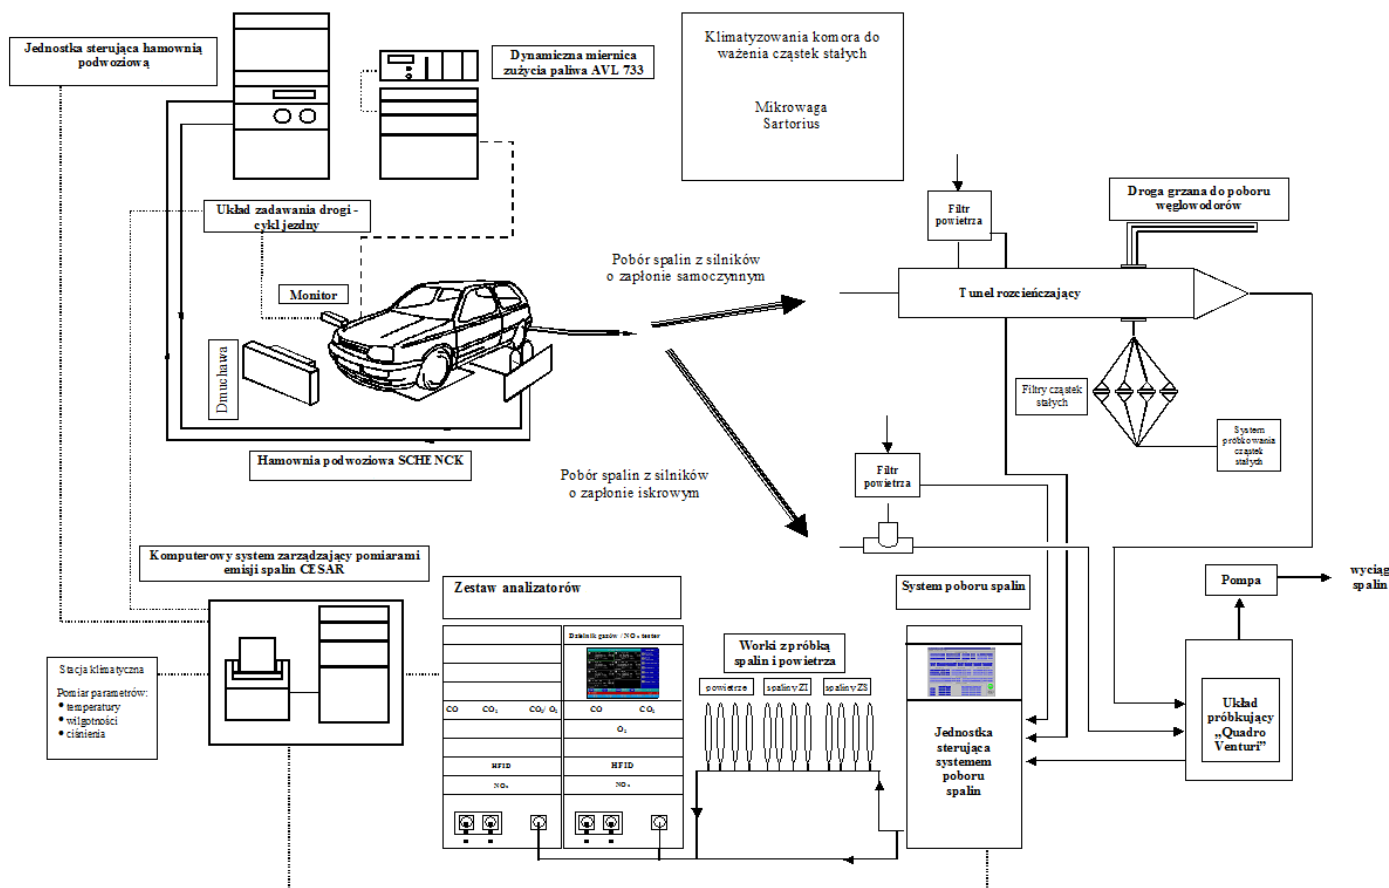 Jednostka sterująca hamownią
podwoziową
Dynamiczna miernica
zużycia paliwa AVL 733
Klimatyzowania komora do
ważenia cząstek stałych
Mikrowaga
Sartorius
Układ zadawania drogi -
cykl jezdny
Monitor
Dmuchawa
Hamownia podwoziowa SCHENCK
Pobór spalin z silników
o zapłonie samoczynnym
Pobór spalin z silników
o zapłonie iskrowym
Filtr
powietrza
Droga grzana do poboru
węglowodorów
Tunel rozcieńczający
Filtry cząstek
stałych
System
próbkowania
cząstek
stałych
Filtr
powietrza
Komputerowy system zarządzający pomiarami
emisji spalin CESAR
Zestaw analizatorów
System poboru spalin
Pompa
wyciąg
spalin
Stacja klimatyczna
Pomiar parametrów:
• temperatury
• wilgotności
• ciśnienia
Dzielnik gazów / NOx tester
CO CO₂ CO₂/ O₂
HFID
NOx
CO CO₂
O₂
HFID
NOx
Worki z próbką
spalin i powietrza
powietrze
spaliny ZI
spaliny ZS
Jednostka
sterująca
systemem
poboru
spalin
Układ
próbkujący
„Quadro
Venturi”